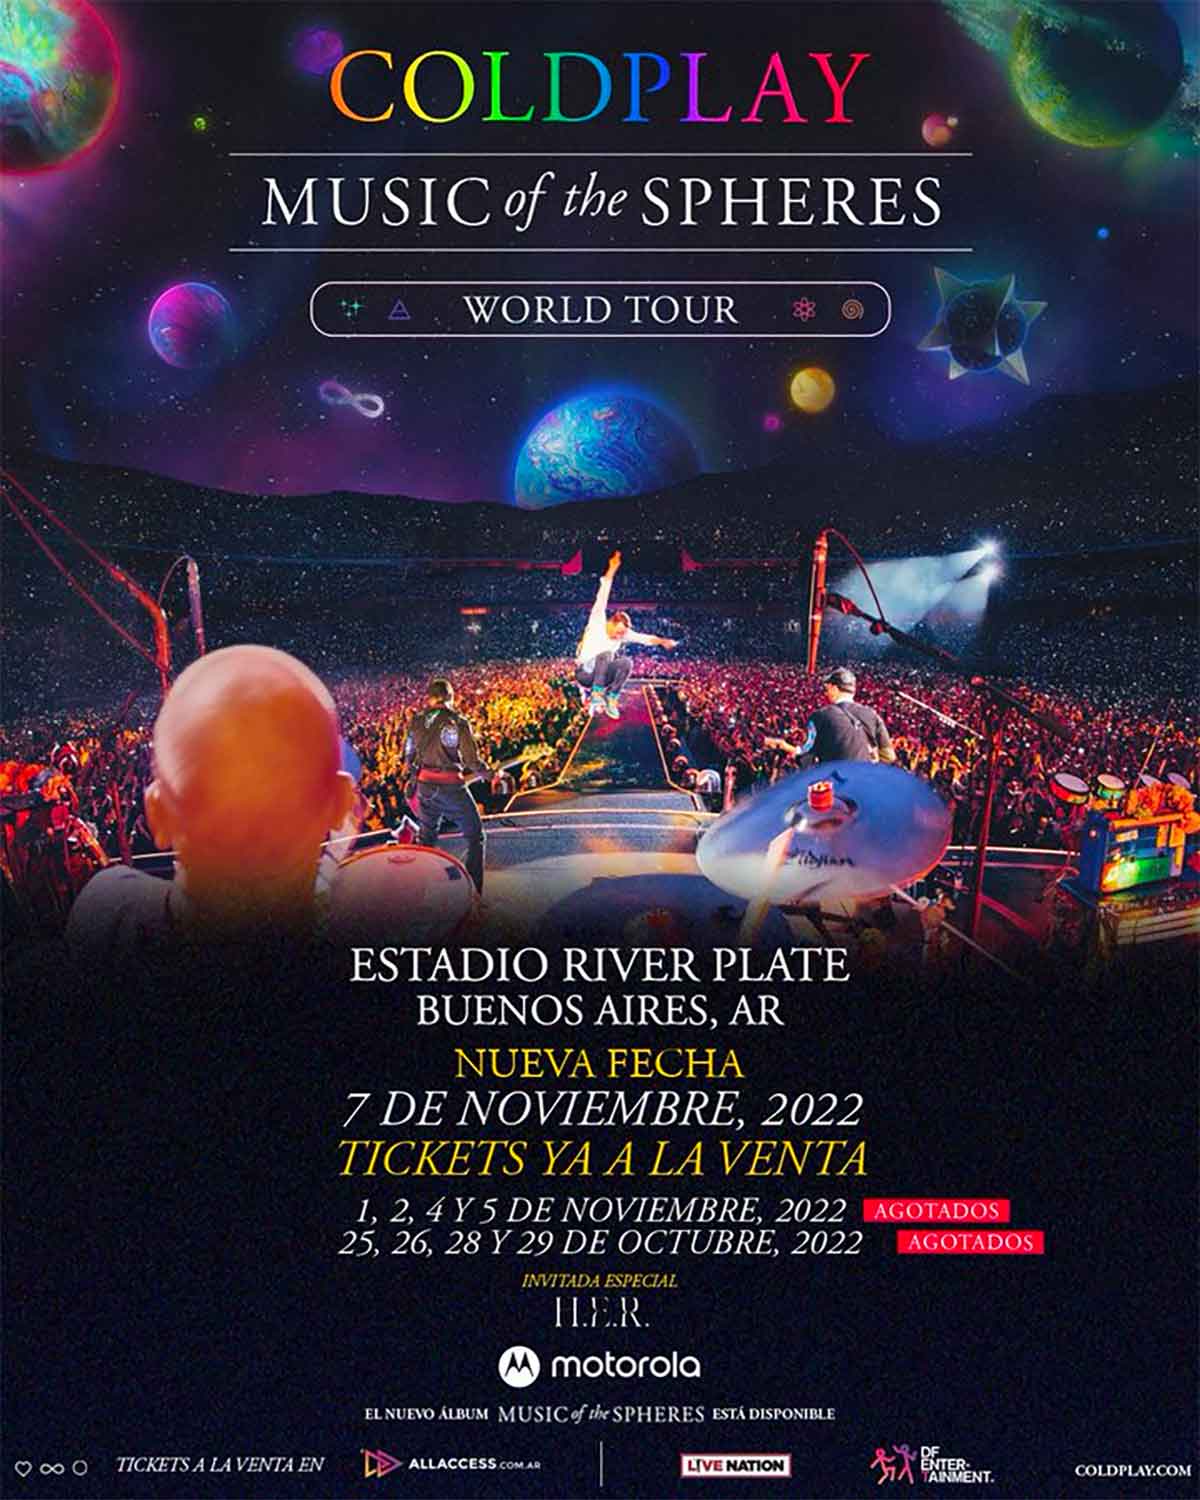 COLDPLAY
MUSIC of the SPHERES
WORLD TOUR
Zildjian
ESTADIO RIVER PLATE
BUENOS AIRES, AR
NUEVA FECHA
7 DE NOVIEMBRE, 2022
TICKETS YA A LA VENTA
1, 2, 4 Y 5 DE NOVIEMBRE, 2022 AGOTADOS
25, 26, 28 Y 29 DE OCTUBRE, 2022 AGOTADOS
INVITADA ESPECIAL
H.E.R.
motorola
EL NUEVO ÁLBUM MUSIC of the SPHERES ESTÁ DISPONIBLE
TICKETS A LA VENTA EN ALLACCESS.COM.AR
LIVE NATION
DF
ENTER-
TAINMENT.
COLDPLAY.COM